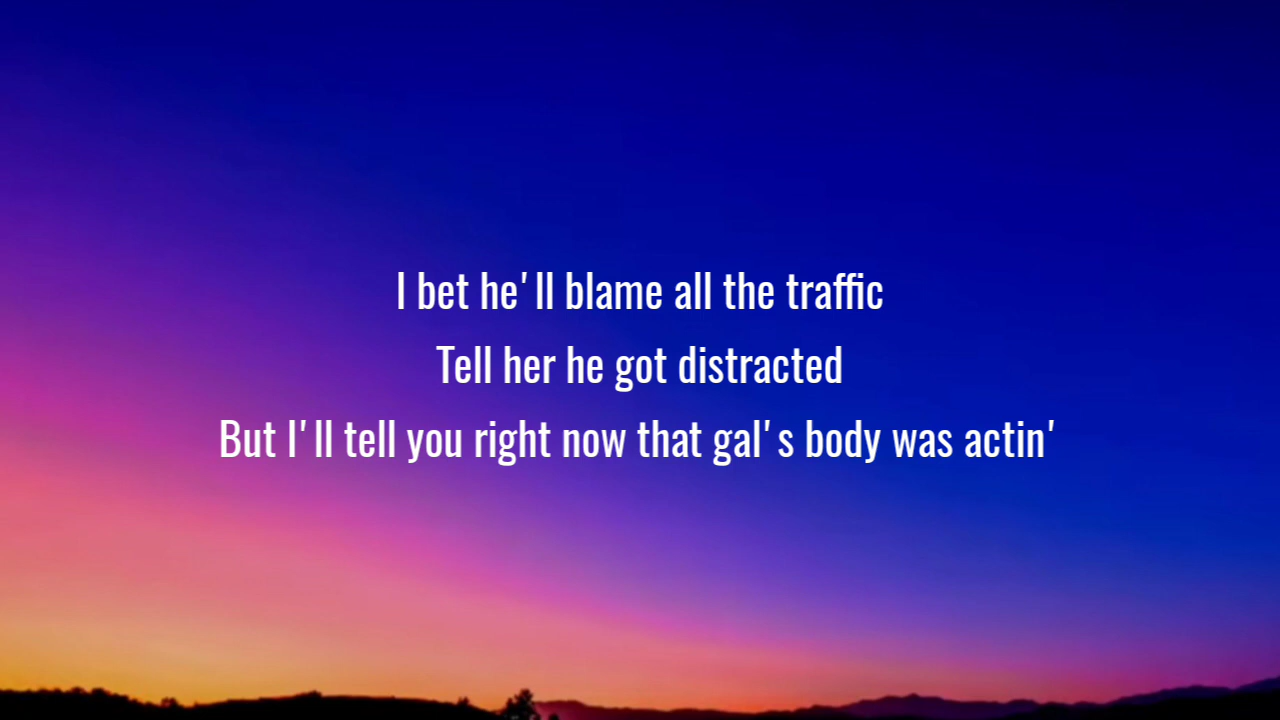 I bet he'll blame all the traffic
Tell her he got distracted
But I'll tell you right now that gal's body was actin'